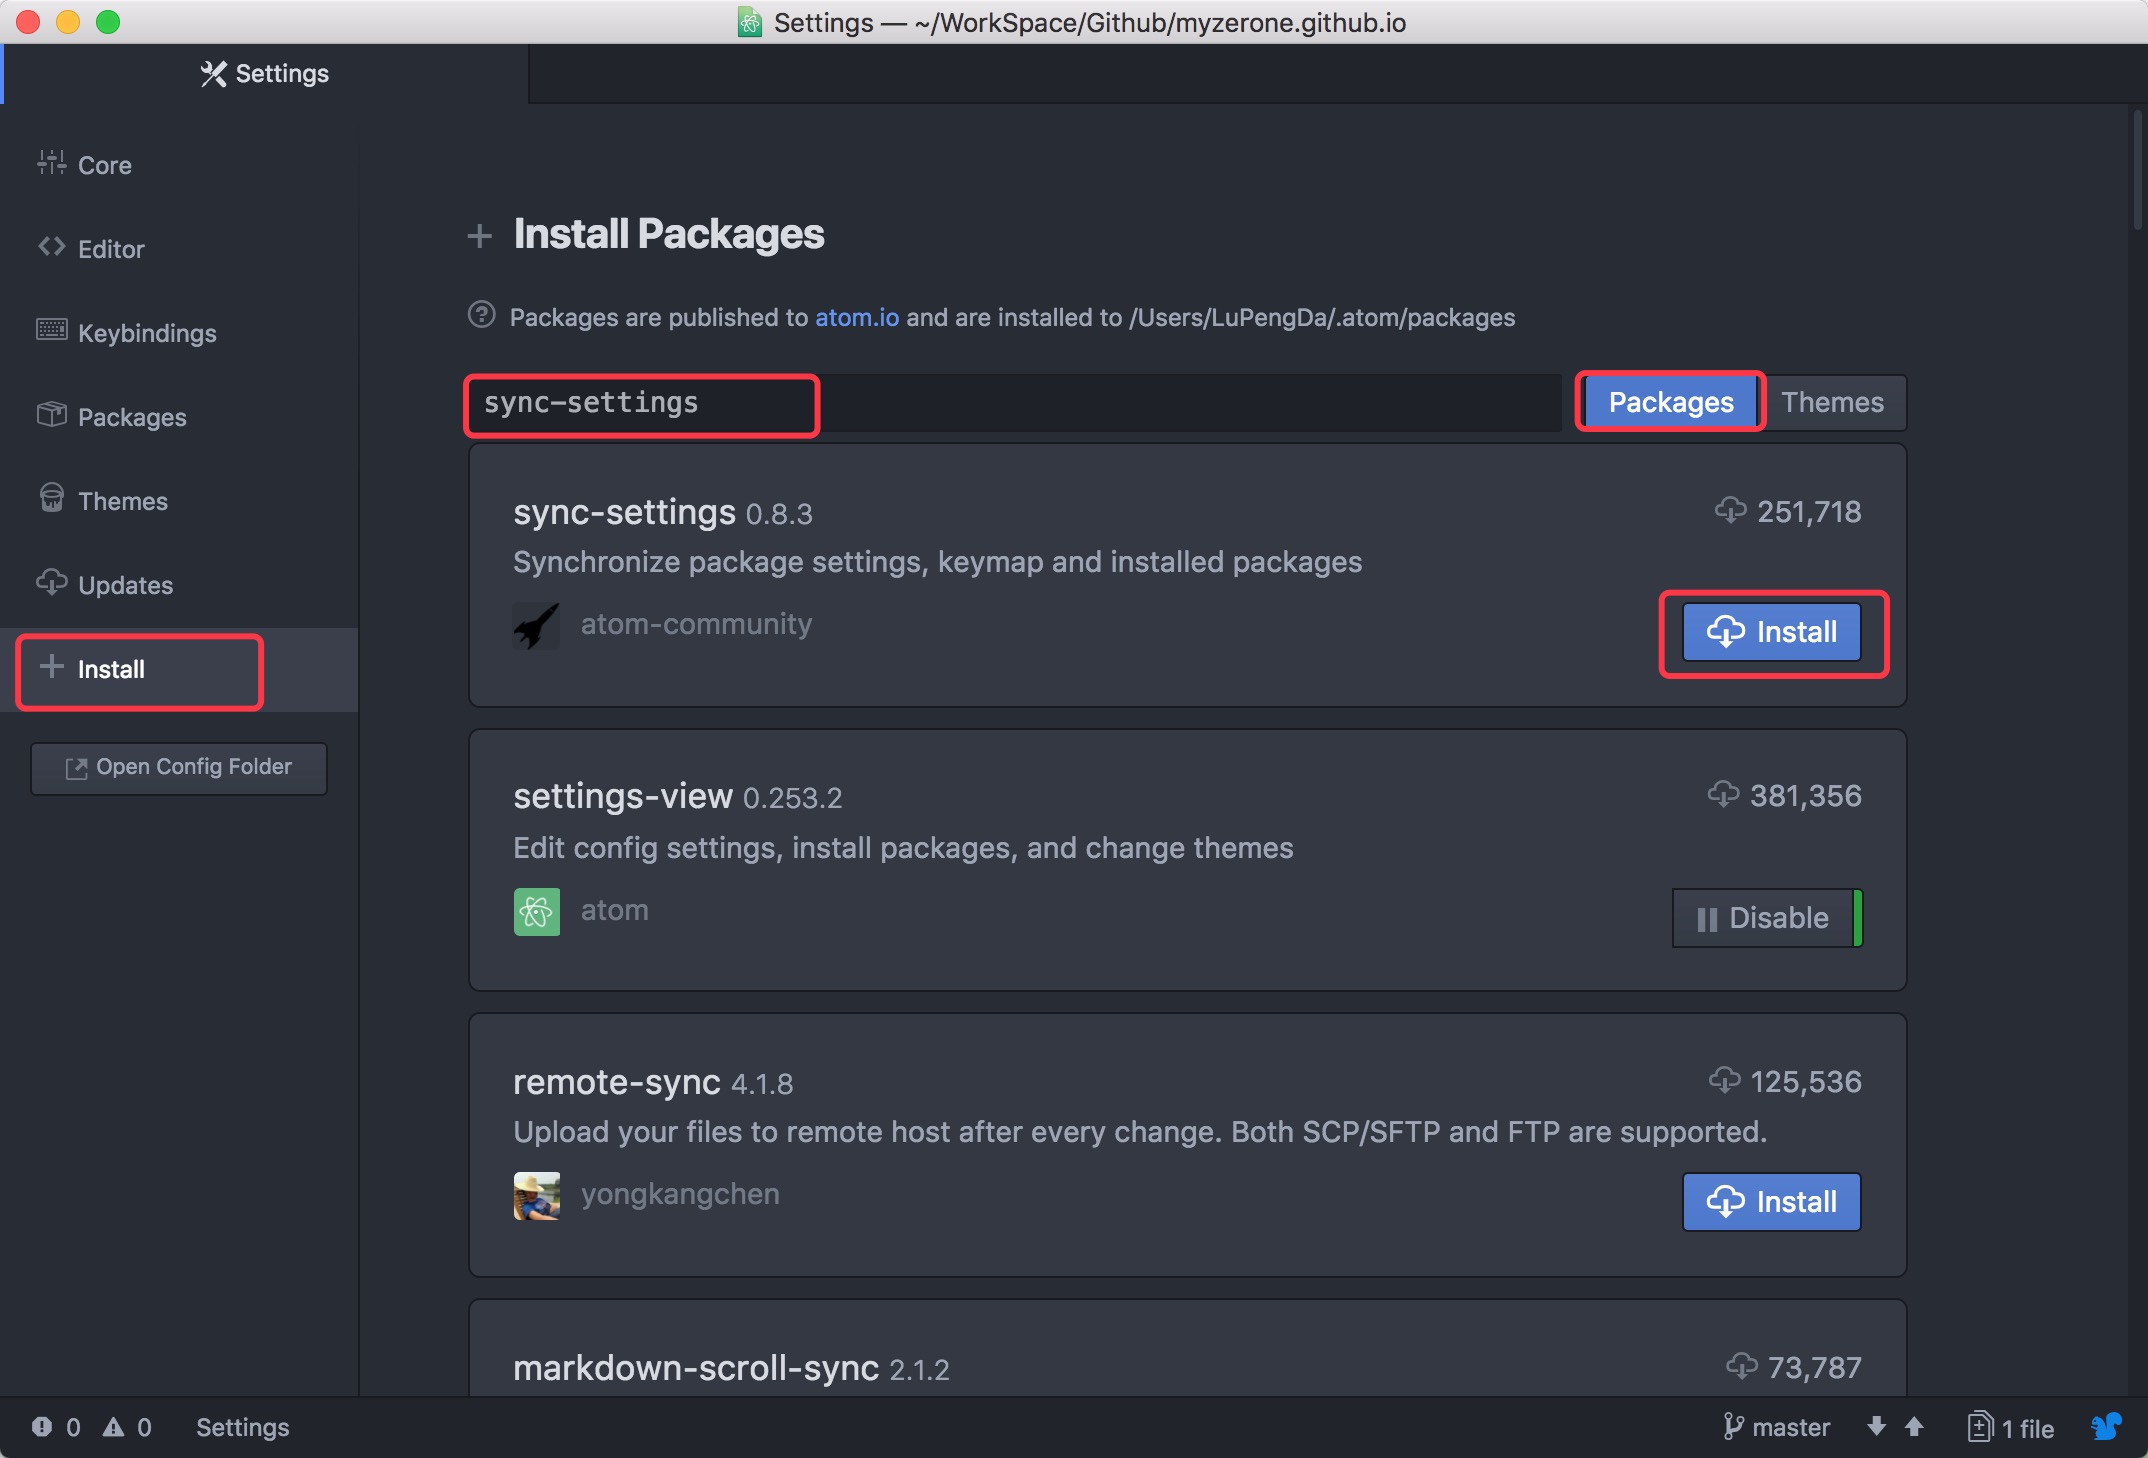 Settings — ~/WorkSpace/Github/myzerone.github.io
Settings
Core
Editor
Keybindings
Packages
Themes
Updates
Install
Open Config Folder
Install Packages
Packages are published to atom.io and are installed to /Users/LuPengDa/.atom/packages
sync-settings
Packages Themes
sync-settings 0.8.3 251,718
Synchronize package settings, keymap and installed packages
atom-community
Install
settings-view 0.253.2 381,356
Edit config settings, install packages, and change themes
atom
Disable
remote-sync 4.1.8 125,536
Upload your files to remote host after every change. Both SCP/SFTP and FTP are supported.
yongkangchen
Install
markdown-scroll-sync 2.1.2 73,787
0 0 Settings master 1 file